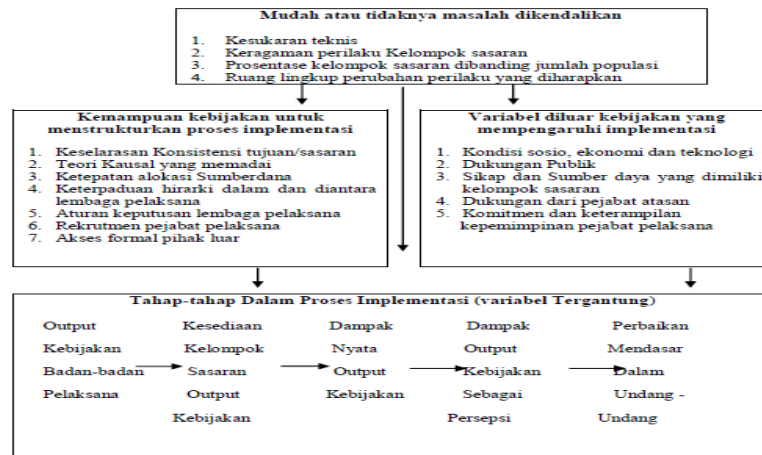 Mudah atau tidaknya masalah dikendalikan
1. Kesukaran teknis
2. Keragaman perilaku Kelompok sasaran
3. Prosentase kelompok sasaran dibanding jumlah populasi
4. Ruang lingkup perubahan perilaku yang diharapkan
Kemampuan kebijakan untuk
menstrukturkan proses implementasi
1. Keselarasan Konsistensi tujuan/sasaran
2. Teori Kausal yang memadai
3. Ketepatan alokasi Sumberdana
4. Keterpaduan hirarki dalam dan diantara
lembaga pelaksana
5. Aturan keputusan lembaga pelaksana
6. Rekrutmen pejabat pelaksana
7. Akses formal pihak luar
Variabel diluar kebijakan yang
mempengaruhi implementasi
1. Kondisi sosio, ekonomi dan teknologi
2. Dukungan Publik
3. Sikap dan Sumber daya yang dimiliki
kelompok sasaran
4. Dukungan dari pejabat atasan
5. Komitmen dan keterampilan
kepemimpinan pejabat pelaksana
Tahap-tahap Dalam Proses Implementasi (variabel Tergantung)
Output
Kebijakan
Badan-badan
Pelaksana
Kesediaan
Kelompok
Sasaran
Output
Kebijakan
Dampak
Nyata
Output
Kebijakan
Dampak
Output
Kebijakan
Sebagai
Persepsi
Perbaikan
Mendasar
Dalam
Undang -
Undang